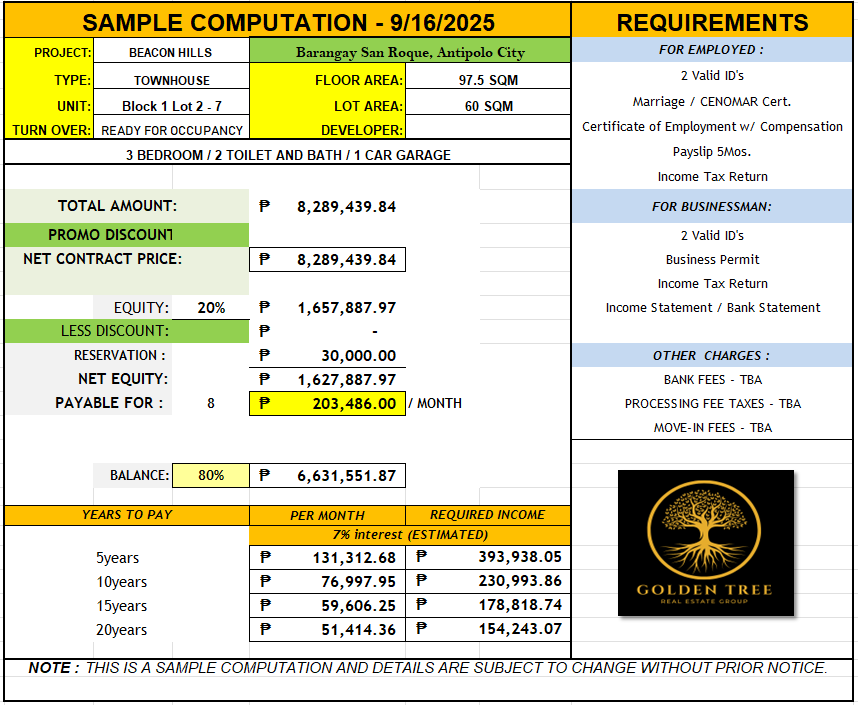 SAMPLE COMPUTATION - 9/16/2025
PROJECT: BEACON HILLS Barangay San Roque, Antipolo City
TYPE: TOWNHOUSE FLOOR AREA: 97.5 SQM
UNIT: Block 1 Lot 2 - 7 LOT AREA: 60 SQM
TURN OVER: READY FOR OCCUPANCY DEVELOPER:
3 BEDROOM / 2 TOILET AND BATH / 1 CAR GARAGE
TOTAL AMOUNT: ₱ 8,289,439.84
PROMO DISCOUNT
NET CONTRACT PRICE: ₱ 8,289,439.84
EQUITY: 20% ₱ 1,657,887.97
LESS DISCOUNT: ₱ -
RESERVATION : ₱ 30,000.00
NET EQUITY: ₱ 1,627,887.97
PAYABLE FOR : 8 ₱ 203,486.00 / MONTH
BALANCE: 80% ₱ 6,631,551.87
YEARS TO PAY PER MONTH REQUIRED INCOME
7% interest (ESTIMATED)
5years ₱ 131,312.68 ₱ 393,938.05
10years ₱ 76,997.95 ₱ 230,993.86
15years ₱ 59,606.25 ₱ 178,818.74
20years ₱ 51,414.36 ₱ 154,243.07
REQUIREMENTS
FOR EMPLOYED :
2 Valid ID's
Marriage / CENOMAR Cert.
Certificate of Employment w/ Compensation
Payslip 5Mos.
Income Tax Return
FOR BUSINESSMAN:
2 Valid ID's
Business Permit
Income Tax Return
Income Statement / Bank Statement
OTHER CHARGES :
BANK FEES - TBA
PROCESSING FEE TAXES - TBA
MOVE-IN FEES - TBA
GOLDEN TREE
REAL ESTATE GROUP
NOTE : THIS IS A SAMPLE COMPUTATION AND DETAILS ARE SUBJECT TO CHANGE WITHOUT PRIOR NOTICE.